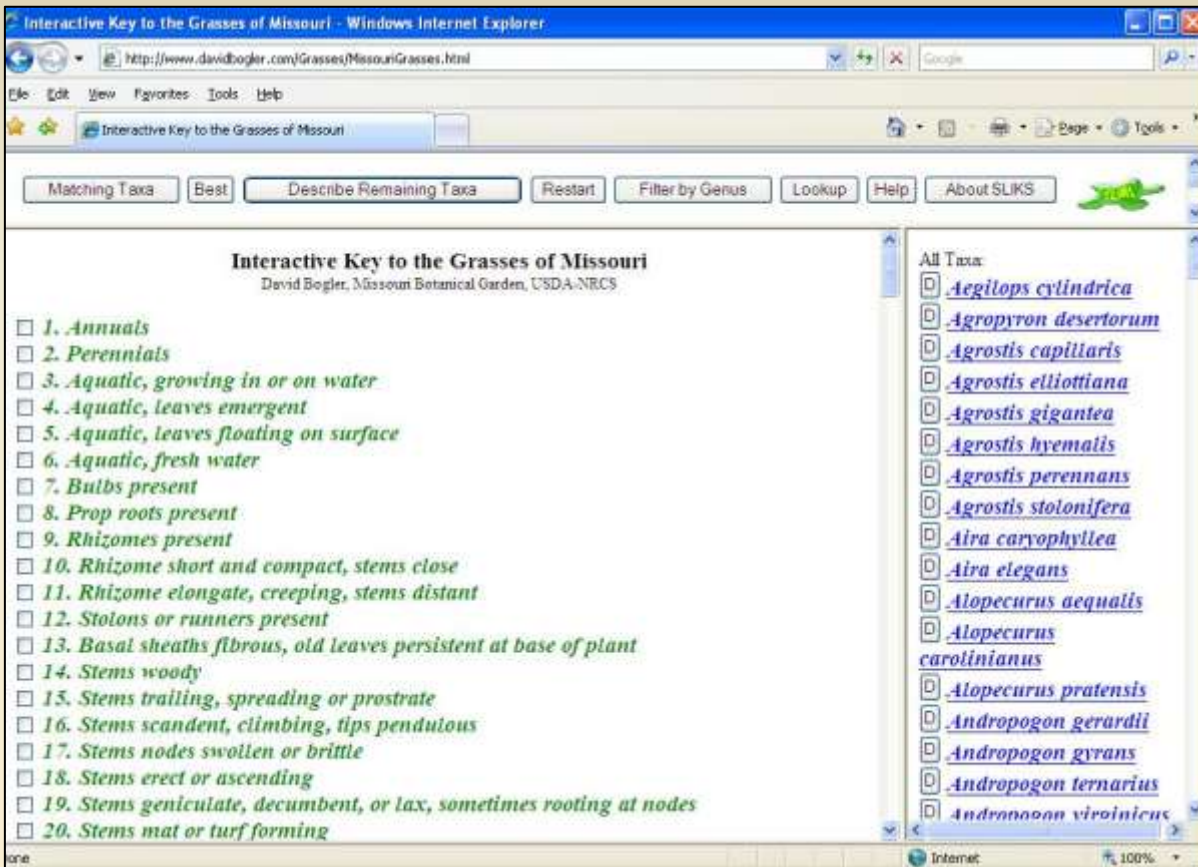 Interactive Key to the Grasses of Missouri - Windows Internet Explorer
http://www.davidbogler.com/Grasses/MissouriGrasses.html
Google
File Edit View Favorites Tools Help
Interactive Key to the Grasses of Missouri
Page Tools
Matching Taxa Best Describe Remaining Taxa Restart Filter by Genus Lookup Help About SLIKS
Interactive Key to the Grasses of Missouri
David Bogler, Missouri Botanical Garden, USDA-NRCS
1. Annuals
2. Perennials
3. Aquatic, growing in or on water
4. Aquatic, leaves emergent
5. Aquatic, leaves floating on surface
6. Aquatic, fresh water
7. Bulbs present
8. Prop roots present
9. Rhizomes present
10. Rhizome short and compact, stems close
11. Rhizome elongate, creeping, stems distant
12. Stolons or runners present
13. Basal sheaths fibrous, old leaves persistent at base of plant
14. Stems woody
15. Stems trailing, spreading or prostrate
16. Stems scandent, climbing, tips pendulous
17. Stems nodes swollen or brittle
18. Stems erect or ascending
19. Stems geniculate, decumbent, or lax, sometimes rooting at nodes
20. Stems mat or turf forming
All Taxa:
D Aegilops cylindrica
D Agropyron desertorum
D Agrostis capillaris
D Agrostis elliottiana
D Agrostis gigantea
D Agrostis hyemalis
D Agrostis perennans
D Agrostis stolonifera
D Aira caryophyllea
D Aira elegans
D Alopecurus aequalis
D Alopecurus
carolinianus
D Alopecurus pratensis
D Andropogon gerardii
D Andropogon gyrans
D Andropogon ternarius
D Andropogon virginicus
one
Internet
100%